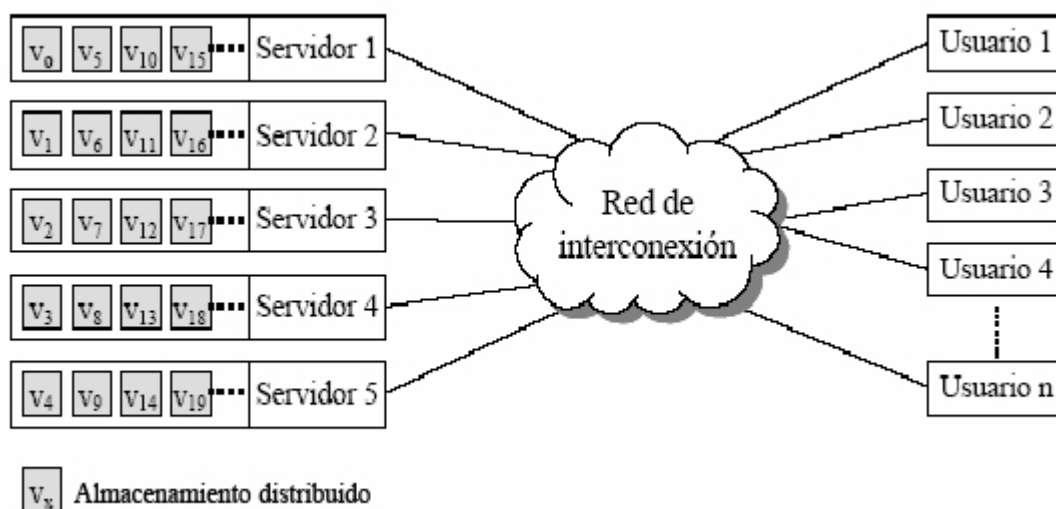 v₀ v₅ v₁₀ v₁₅ Servidor 1
v₁ v₆ v₁₁ v₁₆ Servidor 2
v₂ v₇ v₁₂ v₁₇ Servidor 3
v₃ v₈ v₁₃ v₁₈ Servidor 4
v₄ v₉ v₁₄ v₁₉ Servidor 5
Red de
interconexión
Usuario 1
Usuario 2
Usuario 3
Usuario 4
Usuario n
vₓ Almacenamiento distribuido